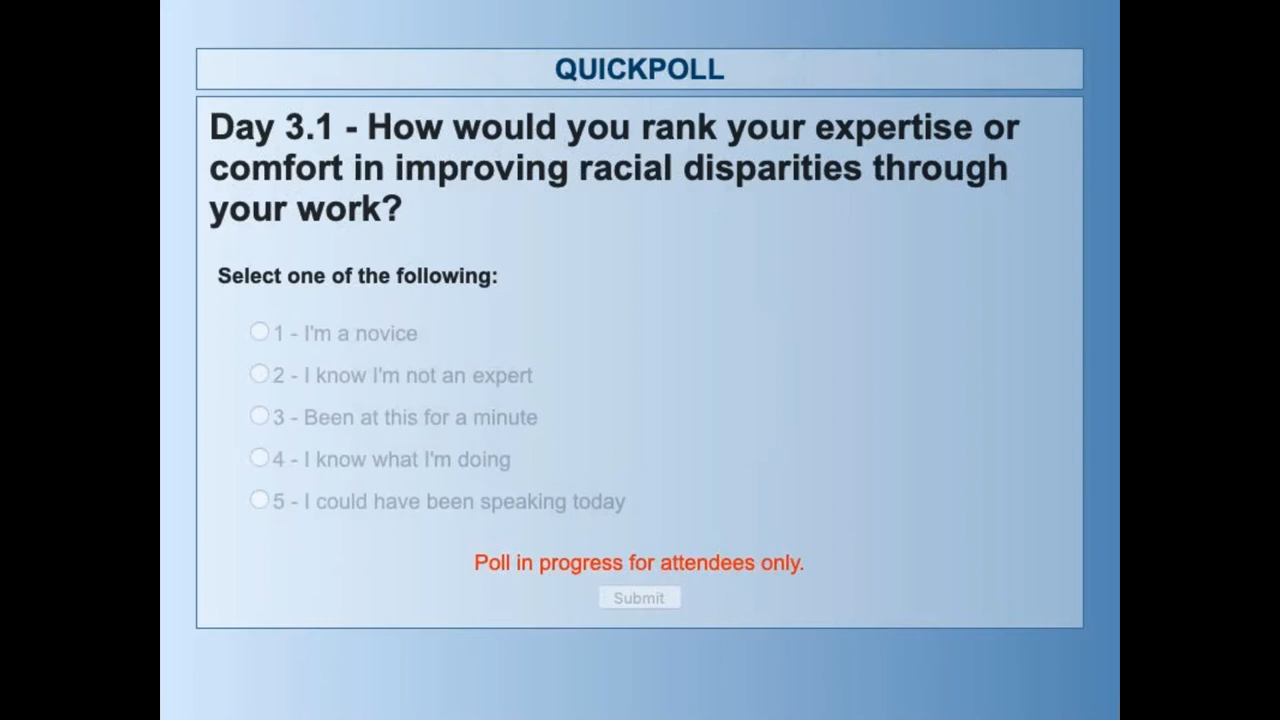 QUICKPOLL
Day 3.1 - How would you rank your expertise or
comfort in improving racial disparities through
your work?
Select one of the following:
1 - I'm a novice
2 - I know I'm not an expert
3 - Been at this for a minute
4 - I know what I'm doing
5 - I could have been speaking today
Poll in progress for attendees only.
Submit